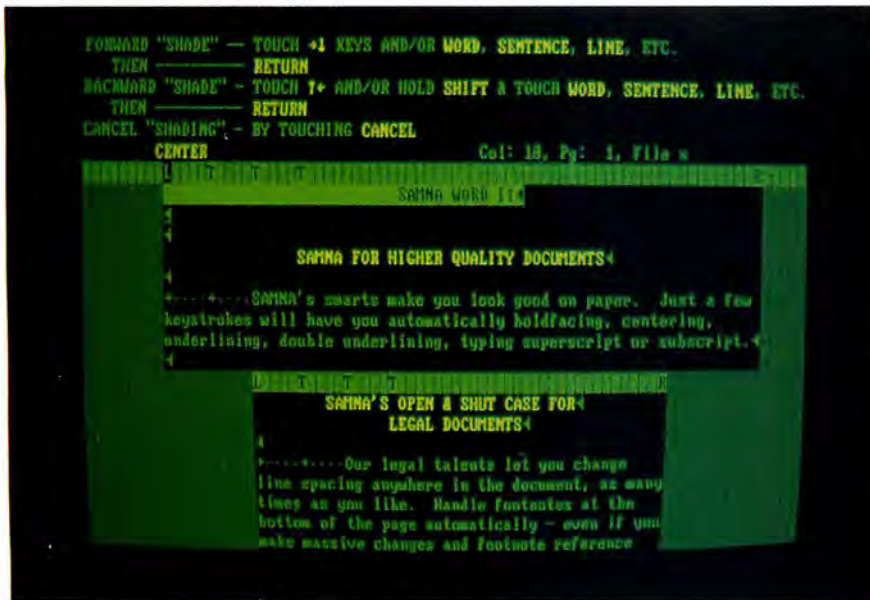 FORWARD "SHADE" — TOUCH →↓ KEYS AND/OR WORD, SENTENCE, LINE, ETC.
THEN ———— RETURN
BACKWARD "SHADE" - TOUCH ↑← AND/OR HOLD SHIFT & TOUCH WORD, SENTENCE, LINE, ETC.
THEN ———— RETURN
CANCEL "SHADING" - BY TOUCHING CANCEL
CENTER Col: 18, Pg: 1, File
L T T T R
SAMNA WORD II
SAMNA FOR HIGHER QUALITY DOCUMENTS
SAMNA's smarts make you look good on paper. Just a few
keystrokes will have you automatically boldfacing, centering,
underlining, double underlining, typing superscript or subscript.
L T T T R
SAMNA'S OPEN & SHUT CASE FOR
LEGAL DOCUMENTS
Our legal talents let you change
line spacing anywhere in the document, as many
times as you like. Handle footnotes at the
bottom of the page automatically - even if you
make massive changes and footnote reference